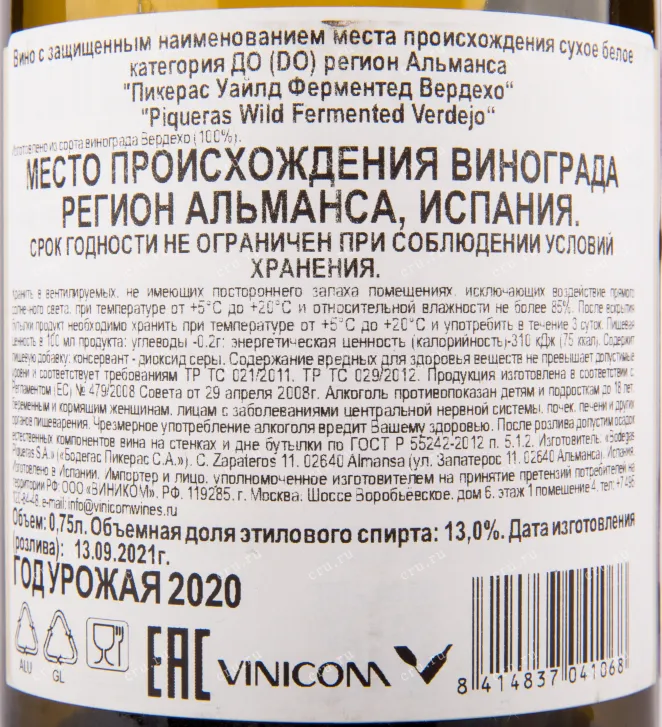 Вино с защищенным наименованием места происхождения сухое белое
категория ДО (DO) регион Альманса
"Пикерас Уайлд Ферментед Вердехо"
"Piqueras Wild Fermented Verdejo"
Изготовлено из сорта винограда Вердехо (100%).
МЕСТО ПРОИСХОЖДЕНИЯ ВИНОГРАДА
РЕГИОН АЛЬМАНСА, ИСПАНИЯ.
СРОК ГОДНОСТИ НЕ ОГРАНИЧЕН ПРИ СОБЛЮДЕНИИ УСЛОВИЙ
ХРАНЕНИЯ.
Хранить в вентилируемых, не имеющих постороннего запаха помещениях, исключающих воздействие прямого
солнечного света, при температуре от +5°С до +20°С и относительной влажности не более 85%. После вскрытия
бутылки продукт необходимо хранить при температуре от +5°С до +20°С и употребить в течение 3 суток. Пищевая
ценность в 100 мл продукта: углеводы -0,2г; энергетическая ценность (калорийность)-310 кДж (75 ккал). Содержит
пищевую добавку: консервант - диоксид серы. Содержание вредных для здоровья веществ не превышает допустимые
уровни и соответствует требованиям ТР ТС 021/2011, ТР ТС 029/2012. Продукция изготовлена в соответствии с
Регламентом (ЕС) № 479/2008 Совета от 29 апреля 2008г. Алкоголь противопоказан детям и подросткам до 18 лет,
беременным и кормящим женщинам, лицам с заболеваниями центральной нервной системы, почек, печени и других
органов пищеварения. Чрезмерное употребление алкоголя вредит Вашему здоровью. После розлива допустим осадок
естественных компонентов вина на стенках и дне бутылки по ГОСТ Р 55242-2012 п. 5.1.2. Изготовитель: «Bodegas
Piqueras S.A.» («Бодегас Пикерас С.А.»). C. Zapateros 11. 02640 Almansa (ул. Запатерос 11, 02640 Альманса), Испания.
Изготовлено в Испании. Импортер и лицо, уполномоченное изготовителем на принятие претензий потребителей на
территории РФ: ООО «ВИНИКОМ», РФ, 119285, г. Москва, Шоссе Воробьёвское, дом 6, этаж 1 помещение 4, тел: +7 495
e-mail: info@vinicomwines.ru
Объем: 0,75л. Объемная доля этилового спирта: 13,0%. Дата изготовления
(розлива): 13.09.2021г.
ГОД УРОЖАЯ 2020
ALU
GL
EAC
VINICOM
8 414837 041068
cru.ru